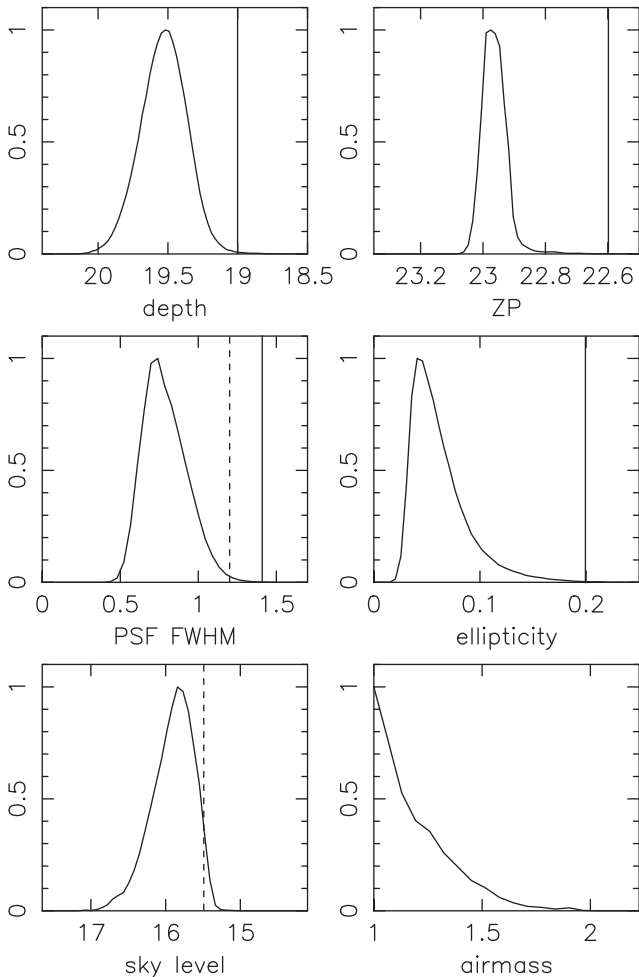 0 0.5 1
20 19.5 19 18.5
depth
0 0.5 1
23.2 23 22.8 22.6
ZP
0 0.5 1
0 0.5 1 1.5
PSF FWHM
0 0.5 1
0 0.1 0.2
ellipticity
0 0.5 1
17 16 15
sky level
0 0.5 1
1 1.5 2
airmass